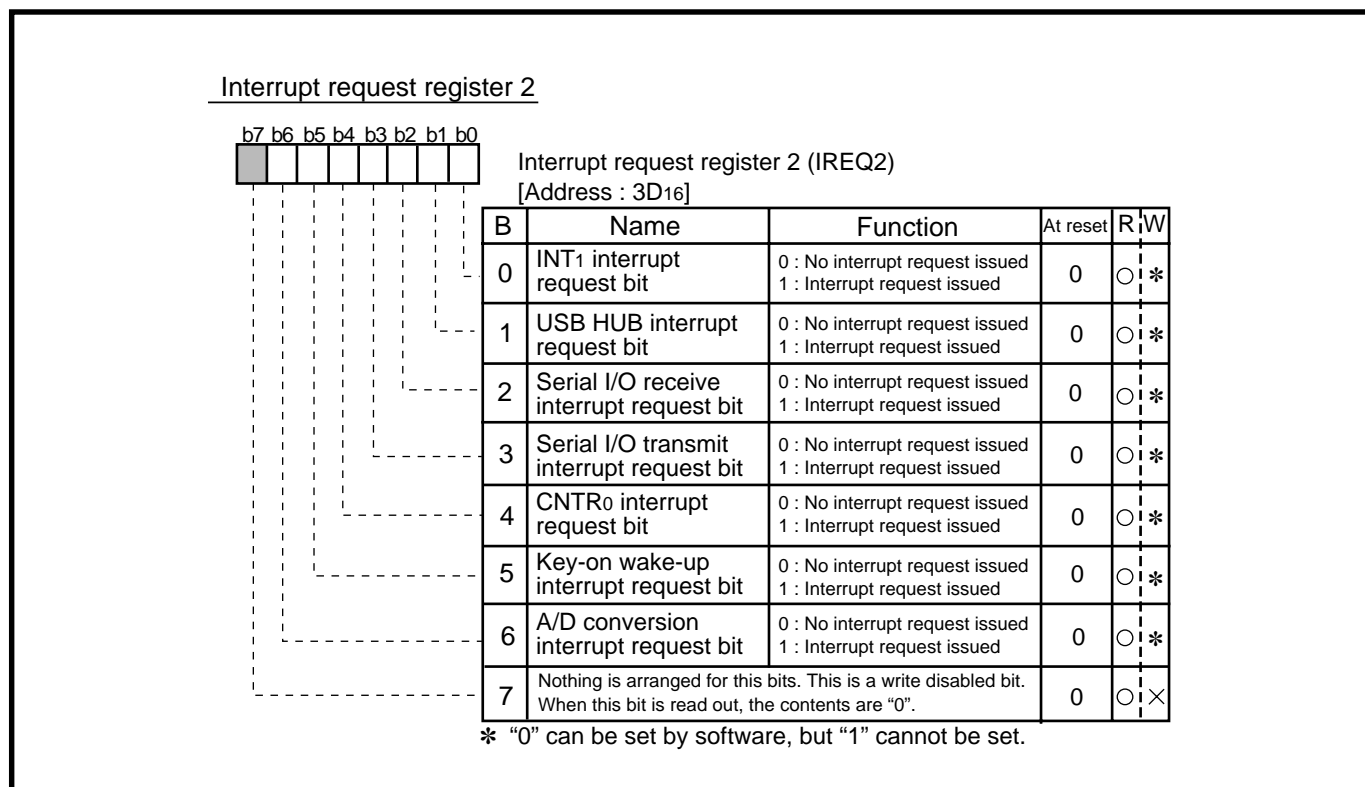 Interrupt request register 2
b7 b6 b5 b4 b3 b2 b1 b0
Interrupt request register 2 (IREQ2)
[Address : 3D16]
B Name Function At reset R W
0 INT1 interrupt request bit 0 : No interrupt request issued 0 ○ ✻
1 : Interrupt request issued
1 USB HUB interrupt request bit 0 : No interrupt request issued 0 ○ ✻
1 : Interrupt request issued
2 Serial I/O receive interrupt request bit 0 : No interrupt request issued 0 ○ ✻
1 : Interrupt request issued
3 Serial I/O transmit interrupt request bit 0 : No interrupt request issued 0 ○ ✻
1 : Interrupt request issued
4 CNTR0 interrupt request bit 0 : No interrupt request issued 0 ○ ✻
1 : Interrupt request issued
5 Key-on wake-up interrupt request bit 0 : No interrupt request issued 0 ○ ✻
1 : Interrupt request issued
6 A/D conversion interrupt request bit 0 : No interrupt request issued 0 ○ ✻
1 : Interrupt request issued
7 Nothing is arranged for this bits. This is a write disabled bit. 0 ○ ×
When this bit is read out, the contents are “0”.
✻ “0” can be set by software, but “1” cannot be set.